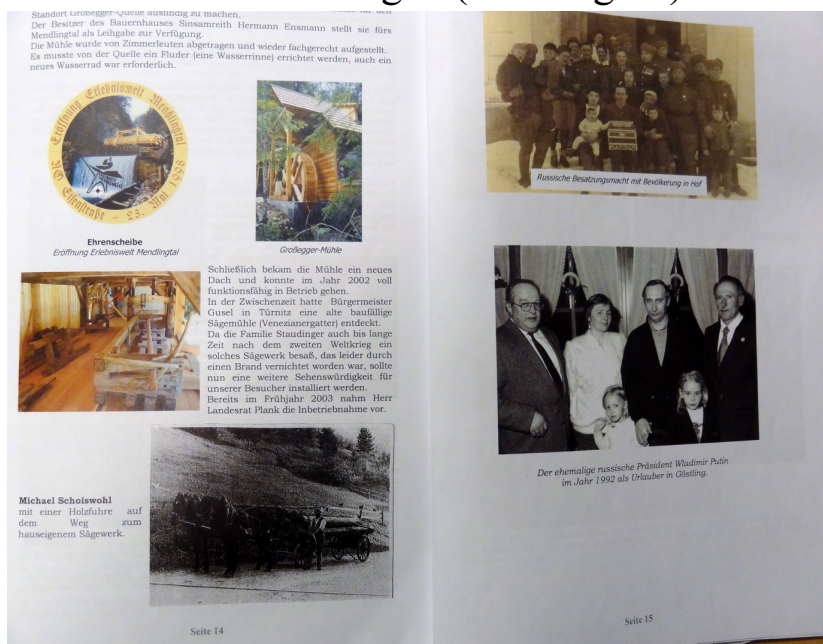 Standort Großegger-Quelle ausfindig zu machen.
Der Besitzer des Bauernhauses Sinsamreith Hermann Ensmann stellt sie fürs
Mendlingtal als Leihgabe zur Verfügung.
Die Mühle wurde von Zimmerleuten abgetragen und wieder fachgerecht aufgestellt.
Es musste von der Quelle ein Fluder (eine Wasserrinne) errichtet werden, auch ein
neues Wasserrad war erforderlich.
Eröffnung Erlebniswelt Mendlingtal
Eisenstraße – 23. Mai 1998
Ehrenscheibe
Eröffnung Erlebniswelt Mendlingtal
Großegger-Mühle
Schließlich bekam die Mühle ein neues
Dach und konnte im Jahr 2002 voll
funktionsfähig in Betrieb gehen.
In der Zwischenzeit hatte Bürgermeister
Gusel in Türnitz eine alte baufällige
Sägemühle (Venezianergatter) entdeckt.
Da die Familie Staudinger auch bis lange
Zeit nach dem zweiten Weltkrieg ein
solches Sägewerk besaß, das leider durch
einen Brand vernichtet worden war, sollte
nun eine weitere Sehenswürdigkeit für
unserer Besucher installiert werden.
Bereits im Frühjahr 2003 nahm Herr
Landesrat Plank die Inbetriebnahme vor.
Michael Schoiswohl
mit einer Holzfuhre auf
dem Weg zum
hauseigenem Sägewerk.
Seite 14
Russische Besatzungsmacht mit Bevölkerung in Hof
Der ehemalige russische Präsident Wladimir Putin
im Jahr 1992 als Urlauber in Göstling.
Seite 15